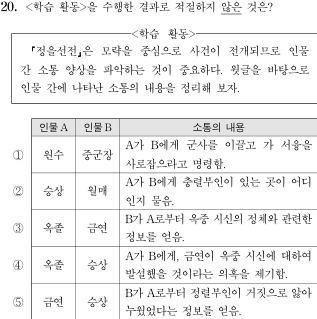 20. <학습 활동>을 수행한 결과로 적절하지 않은 것은?
<학습 활동>
『정을선전』은 모략을 중심으로 사건이 전개되므로 인물
간 소통 양상을 파악하는 것이 중요하다. 윗글을 바탕으로
인물 간에 나타난 소통의 내용을 정리해 보자.
인물 A 인물 B 소통의 내용
① 원수 중군장 A가 B에게 군사를 이끌고 가 서융을
사로잡으라고 명령함.
② 승상 월매 A가 B에게 충렬부인이 있는 곳이 어디
인지 물음.
③ 옥졸 금연 B가 A로부터 옥중 시신의 정체와 관련한
정보를 얻음.
④ 옥졸 승상 A가 B에게, 금연이 옥중 시신에 대하여
발설했을 것이라는 의혹을 제기함.
⑤ 금연 승상 B가 A로부터 정렬부인이 거짓으로 앓아
누웠었다는 정보를 얻음.